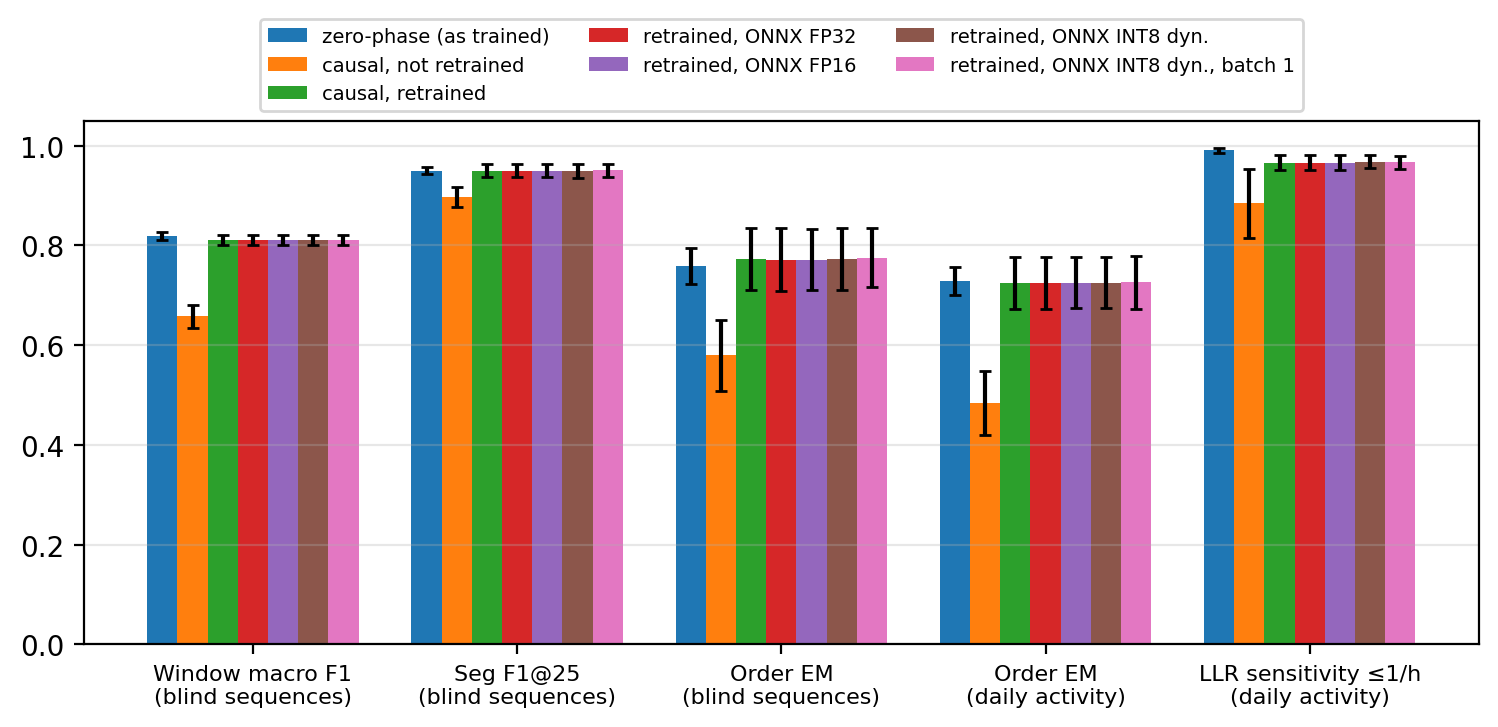 zero-phase (as trained)
causal, not retrained
causal, retrained
retrained, ONNX FP32
retrained, ONNX FP16
retrained, ONNX INT8 dyn.
retrained, ONNX INT8 dyn., batch 1
1.0
0.8
0.6
0.4
0.2
0.0
Window macro F1
(blind sequences)
Seg F1@25
(blind sequences)
Order EM
(blind sequences)
Order EM
(daily activity)
LLR sensitivity ≤1/h
(daily activity)